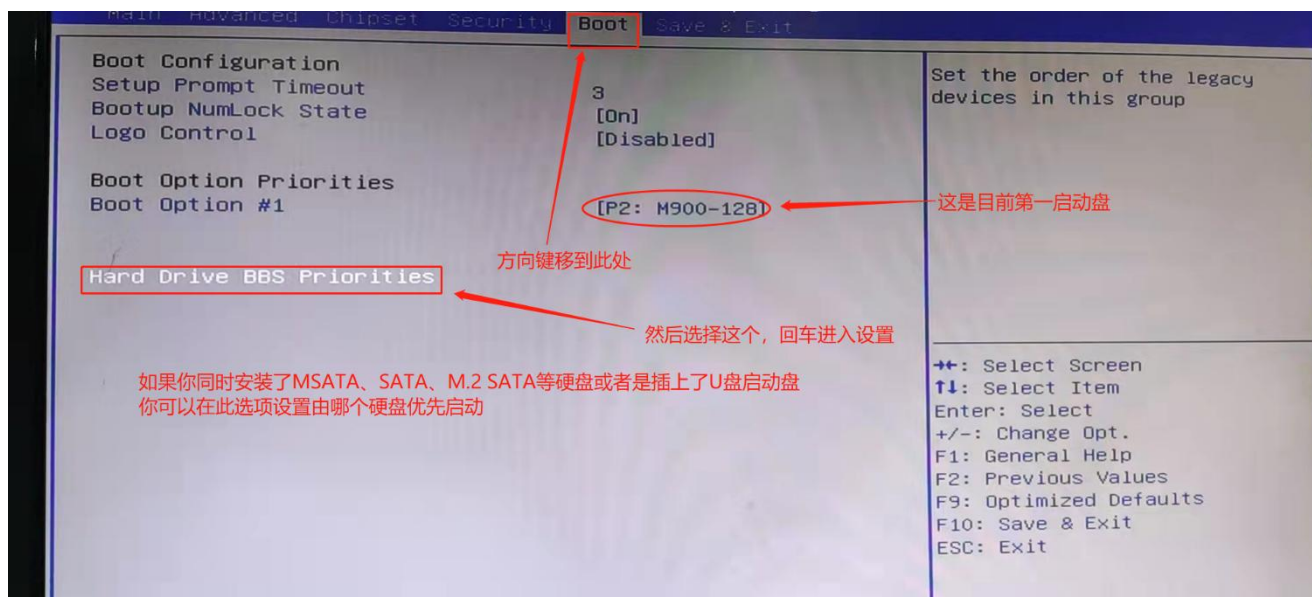 Main Advanced Chipset Security Boot Save & Exit
Boot Configuration
Setup Prompt Timeout 3
Bootup NumLock State [On]
Logo Control [Disabled]
Boot Option Priorities
Boot Option #1 [P2: M900-128]
这是目前第一启动盘
方向键移到此处
Hard Drive BBS Priorities
然后选择这个，回车进入设置
如果你同时安装了MSATA、SATA、M.2 SATA等硬盘或者是插上了U盘启动盘
你可以在此选项设置由哪个硬盘优先启动
Set the order of the legacy
devices in this group
→←: Select Screen
↑↓: Select Item
Enter: Select
+/-: Change Opt.
F1: General Help
F2: Previous Values
F9: Optimized Defaults
F10: Save & Exit
ESC: Exit